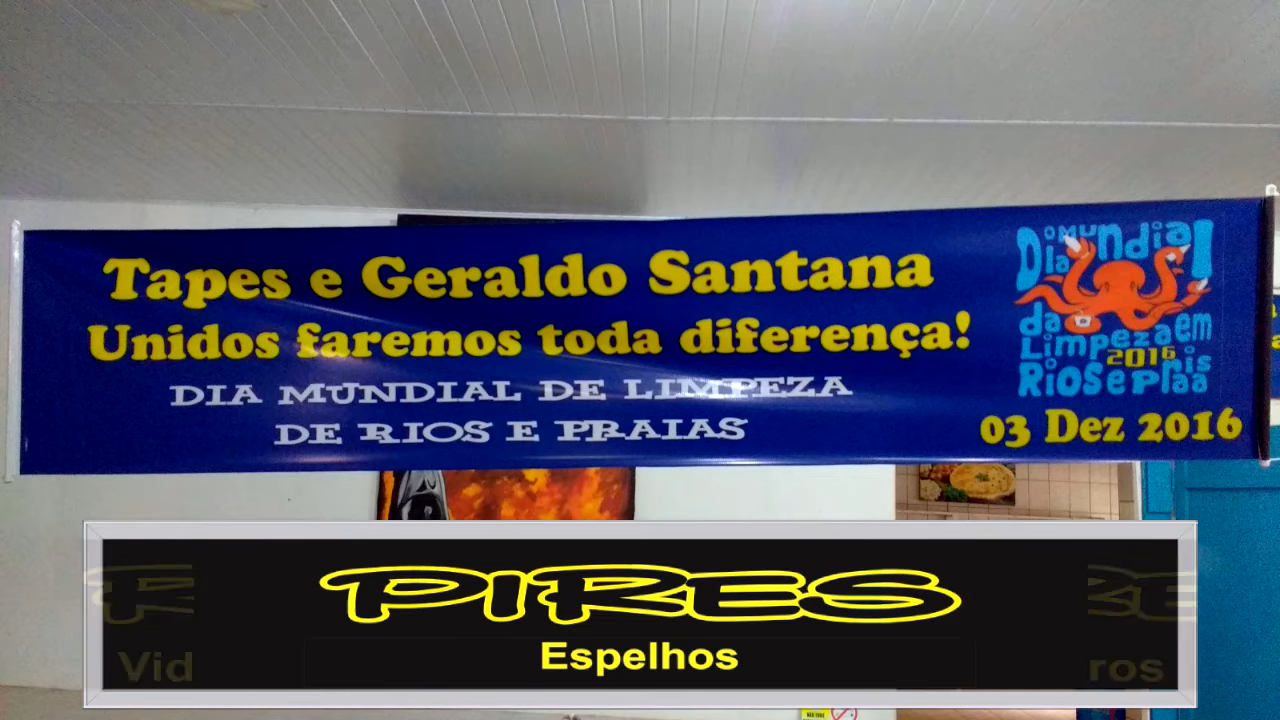 Tapes e Geraldo Santana
Unidos faremos toda diferença!
DIA MUNDIAL DE LIMPEZA
DE RIOS E PRAIAS
Dia Mundial
da
Limpeza em
2016
Rios e Praias
03 Dez 2016
PIRES
Espelhos
Vid
ros